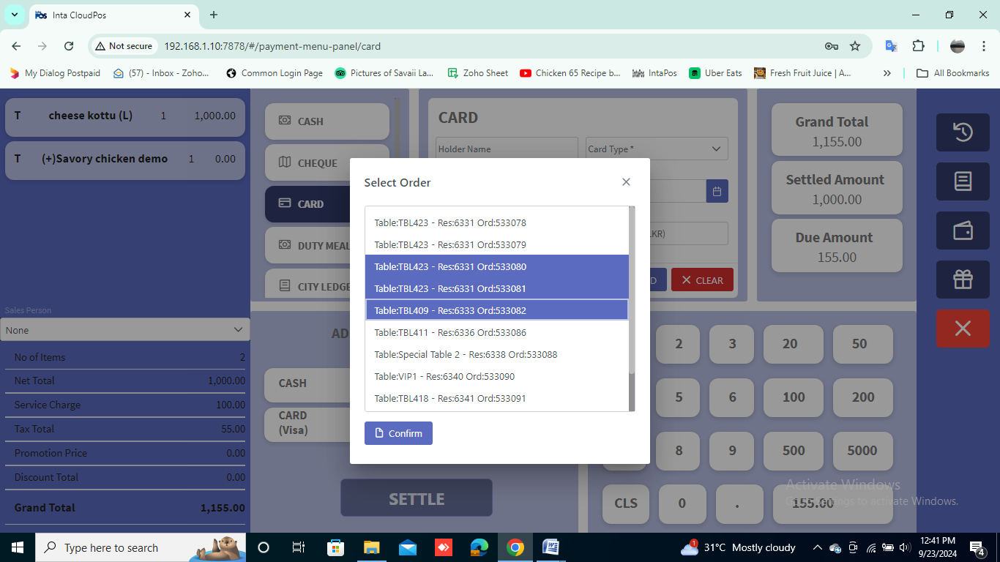 Inta CloudPos
Not secure
192.168.1.10:7878/#/payment-menu-panel/card
My Dialog Postpaid
(57) - Inbox - Zoho...
Common Login Page
Pictures of Savaii La...
Zoho Sheet
Chicken 65 Recipe b...
IntaPos
Uber Eats
Fresh Fruit Juice | A...
All Bookmarks
T cheese kottu (L) 1 1,000.00
T (+)Savory chicken demo 1 0.00
Sales Person
None
No of Items 2
Net Total 1,000.00
Service Charge 100.00
Tax Total 55.00
Promotion Price 0.00
Discount Total 0.00
Grand Total 1,155.00
CASH
CHEQUE
CARD
DUTY MEAL
CITY LEDGE
CARD
Holder Name
Card Type *
KR)
D
CLEAR
Grand Total
1,155.00
Settled Amount
1,000.00
Due Amount
155.00
Select Order
Table:TBL423 - Res:6331 Ord:533078
Table:TBL423 - Res:6331 Ord:533079
Table:TBL423 - Res:6331 Ord:533080
Table:TBL423 - Res:6331 Ord:533081
Table:TBL409 - Res:6333 Ord:533082
Table:TBL411 - Res:6336 Ord:533086
Table:Special Table 2 - Res:6338 Ord:533088
Table:VIP1 - Res:6340 Ord:533090
Table:TBL418 - Res:6341 Ord:533091
Confirm
AD
CASH
CARD
(Visa)
SETTLE
2 3 20 50
5 6 100 200
8 9 500 5000
CLS 0 . 155.00
Activate Windows
Type here to search
1
31°C Mostly cloudy
12:41 PM
9/23/2024
4